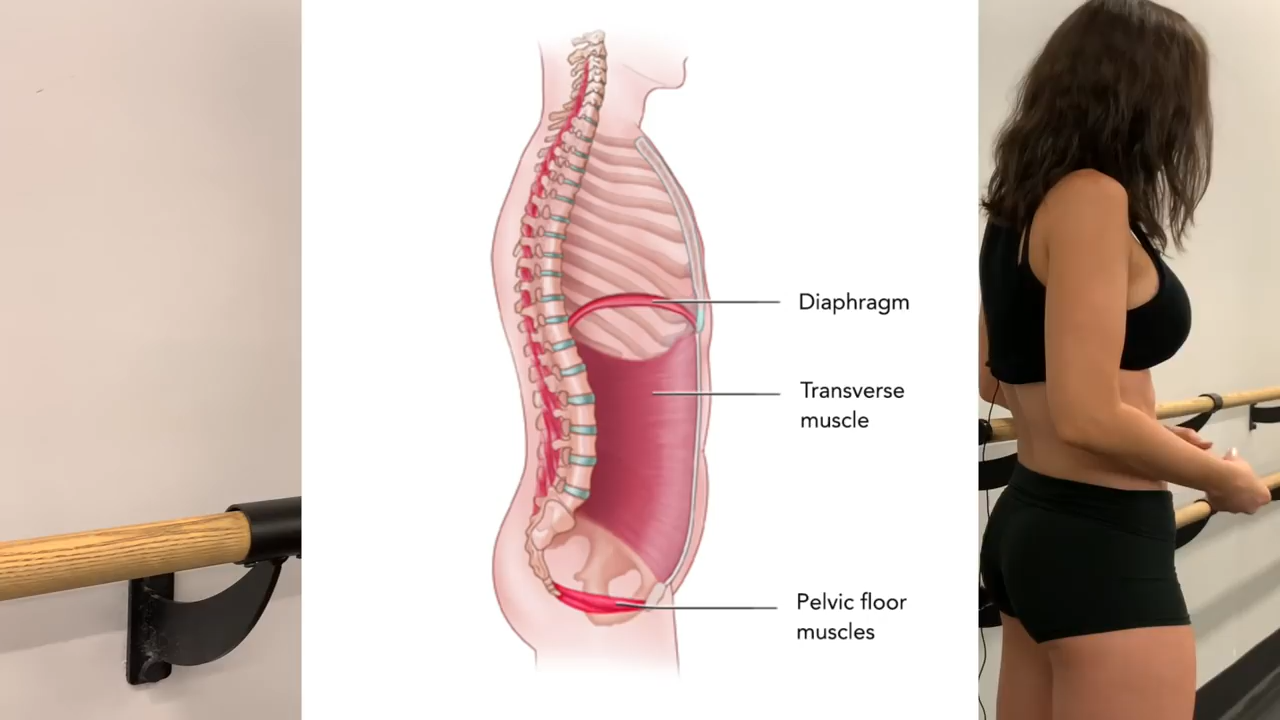 Diaphragm
Transverse
muscle
Pelvic floor
muscles